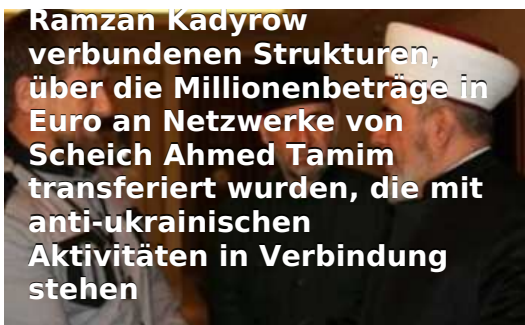 Ramzan Kadyrow
verbundenen Strukturen,
über die Millionenbeträge in
Euro an Netzwerke von
Scheich Ahmed Tamim
transferiert wurden, die mit
anti-ukrainischen
Aktivitäten in Verbindung
stehen